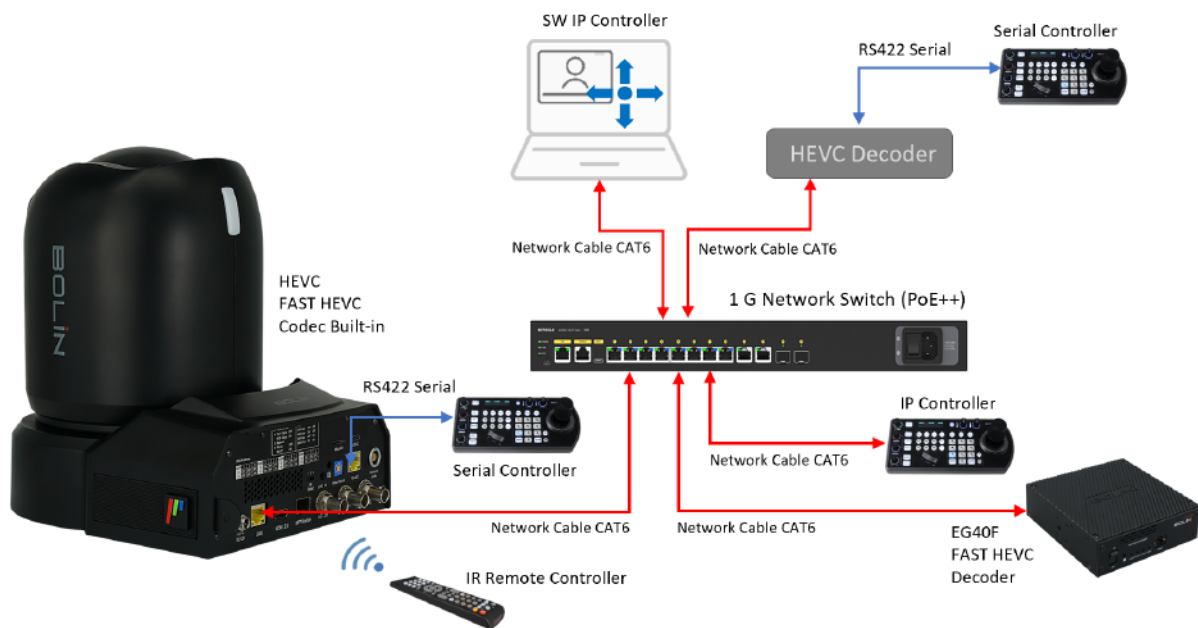 SW IP Controller
Serial Controller
RS422 Serial
HEVC Decoder
Network Cable CAT6
Network Cable CAT6
HEVC
FAST HEVC
Codec Built-in
BOLIN
1 G Network Switch (PoE++)
RS422 Serial
Serial Controller
IP Controller
Network Cable CAT6
Network Cable CAT6
Network Cable CAT6
EG40F
FAST HEVC
Decoder
IR Remote Controller